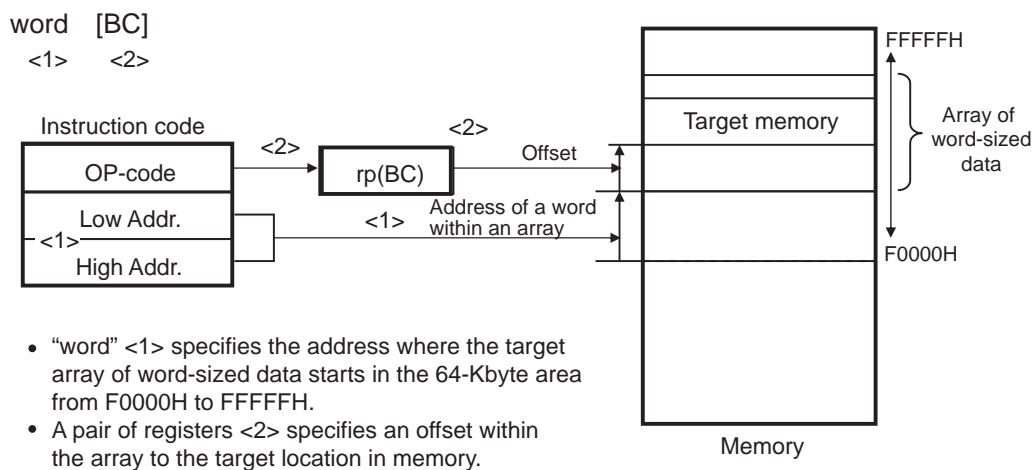 word [BC]
<1> <2>
Instruction code
OP-code
Low Addr.
<1>
High Addr.
<2>
rp(BC)
<2>
Offset
<1>
Address of a word
within an array
FFFFFH
Target memory
Array of
word-sized
data
F0000H
Memory
• “word” <1> specifies the address where the target
array of word-sized data starts in the 64-Kbyte area
from F0000H to FFFFFH.
• A pair of registers <2> specifies an offset within
the array to the target location in memory.